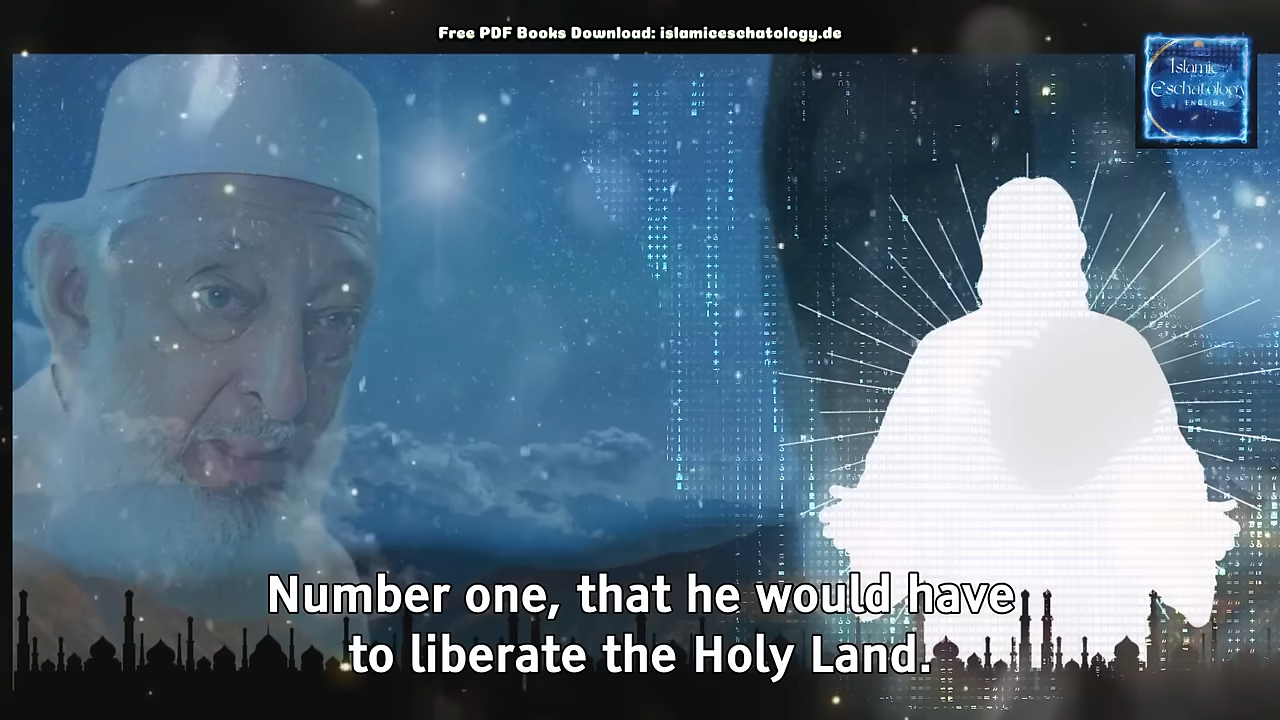 Free PDF Books Download: islamiceschatology.de
Islamic
Eschatology
ENGLISH
Number one, that he would have
to liberate the Holy Land.